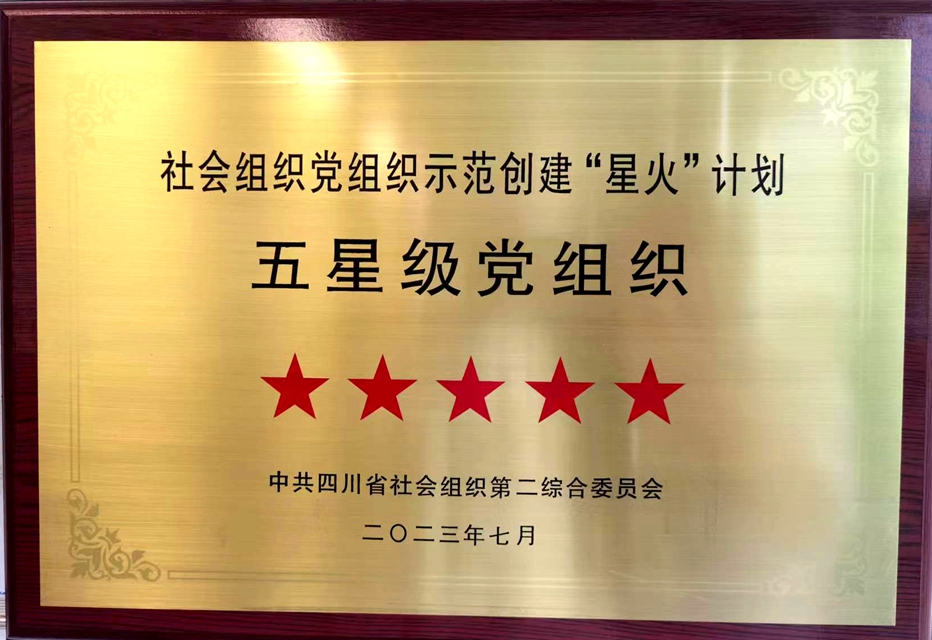 社会组织党组织示范创建“星火”计划
五星级党组织
中共四川省社会组织第二综合委员会
二〇二三年七月